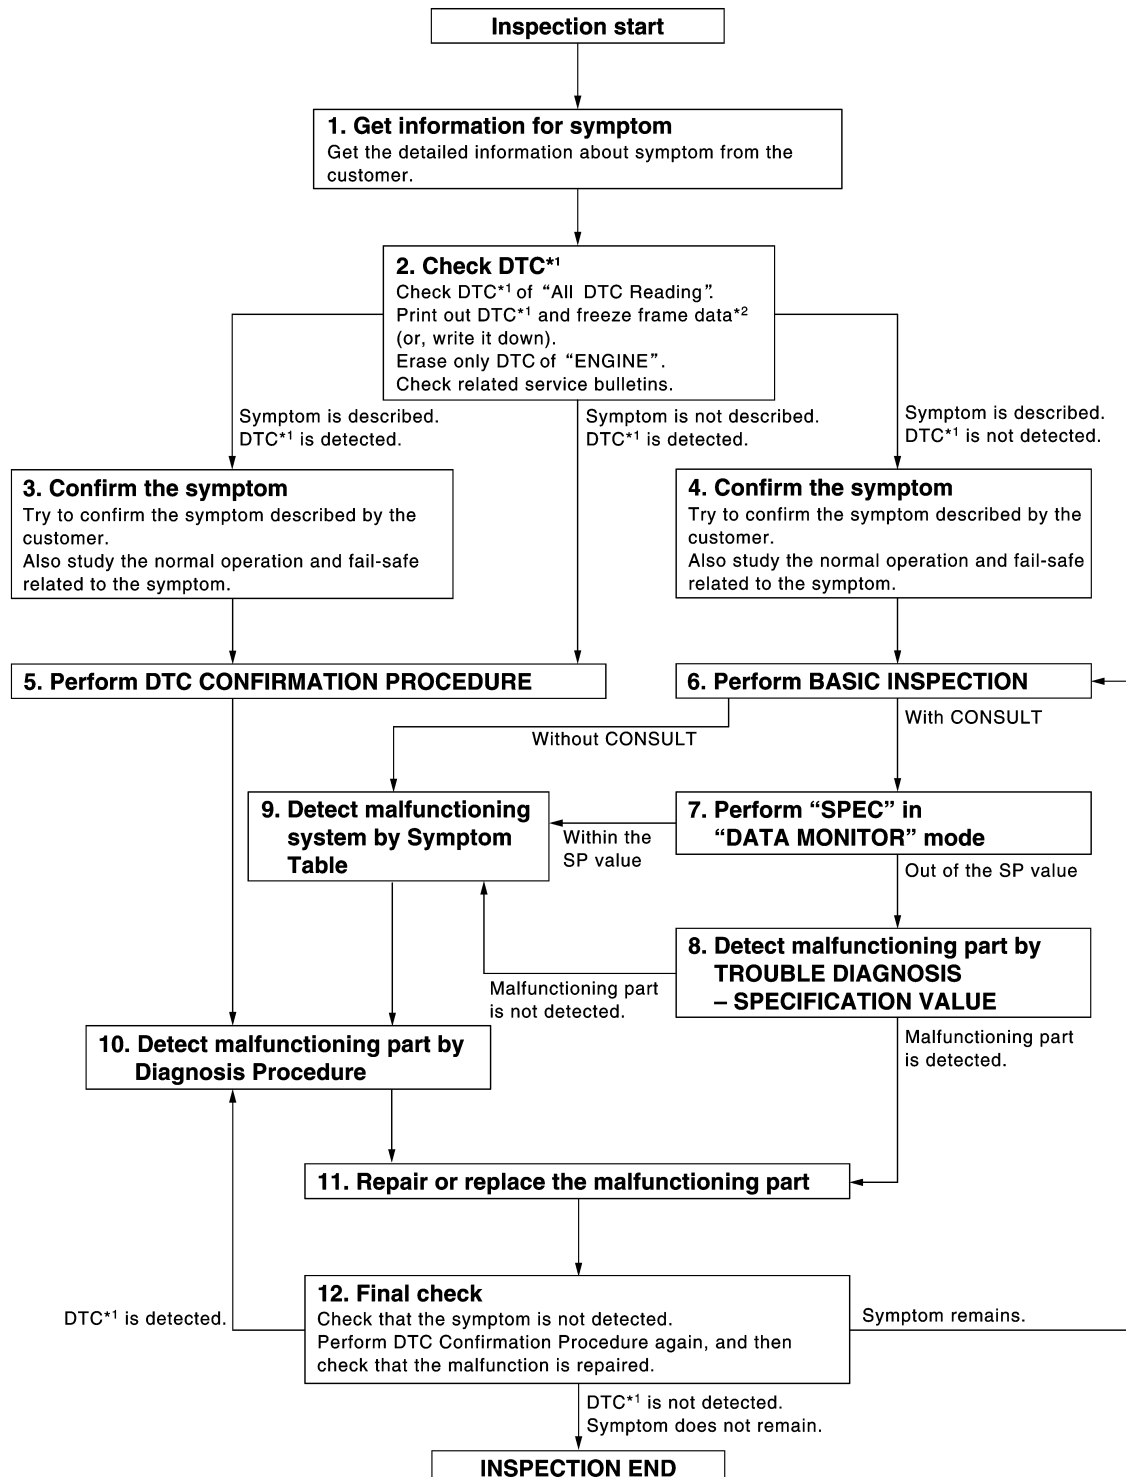 Inspection start
1. Get information for symptom
Get the detailed information about symptom from the
customer.
2. Check DTC*1
Check DTC*1 of “All DTC Reading”.
Print out DTC*1 and freeze frame data*2
(or, write it down).
Erase only DTC of “ENGINE”.
Check related service bulletins.
Symptom is described.
DTC*1 is detected.
Symptom is not described.
DTC*1 is detected.
Symptom is described.
DTC*1 is not detected.
3. Confirm the symptom
Try to confirm the symptom described by the
customer.
Also study the normal operation and fail-safe
related to the symptom.
4. Confirm the symptom
Try to confirm the symptom described by the
customer.
Also study the normal operation and fail-safe
related to the symptom.
5. Perform DTC CONFIRMATION PROCEDURE
6. Perform BASIC INSPECTION
Without CONSULT
With CONSULT
9. Detect malfunctioning
system by Symptom
Table
Within the
SP value
7. Perform “SPEC” in
“DATA MONITOR” mode
Out of the SP value
8. Detect malfunctioning part by
TROUBLE DIAGNOSIS
– SPECIFICATION VALUE
Malfunctioning part
is not detected.
Malfunctioning part
is detected.
10. Detect malfunctioning part by
Diagnosis Procedure
11. Repair or replace the malfunctioning part
12. Final check
Check that the symptom is not detected.
Perform DTC Confirmation Procedure again, and then
check that the malfunction is repaired.
DTC*1 is detected.
Symptom remains.
DTC*1 is not detected.
Symptom does not remain.
INSPECTION END